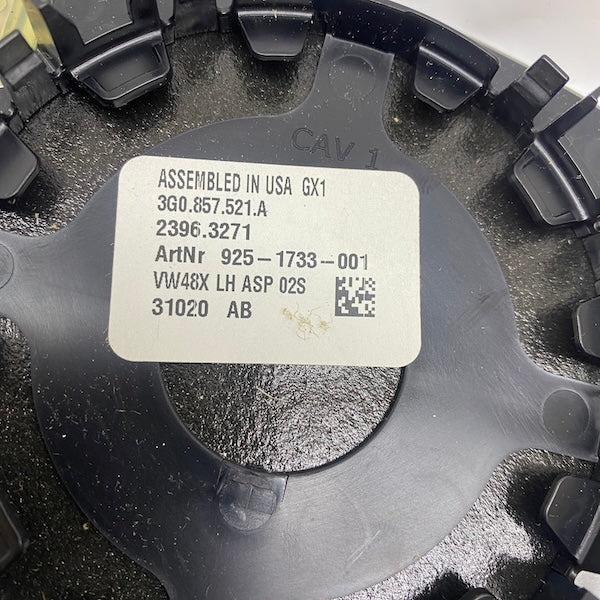 CAV 1
ASSEMBLED IN USA GX1
3G0.857.521.A
2396.3271
ArtNr 925-1733-001
VW48X LH ASP 02S
31020 AB